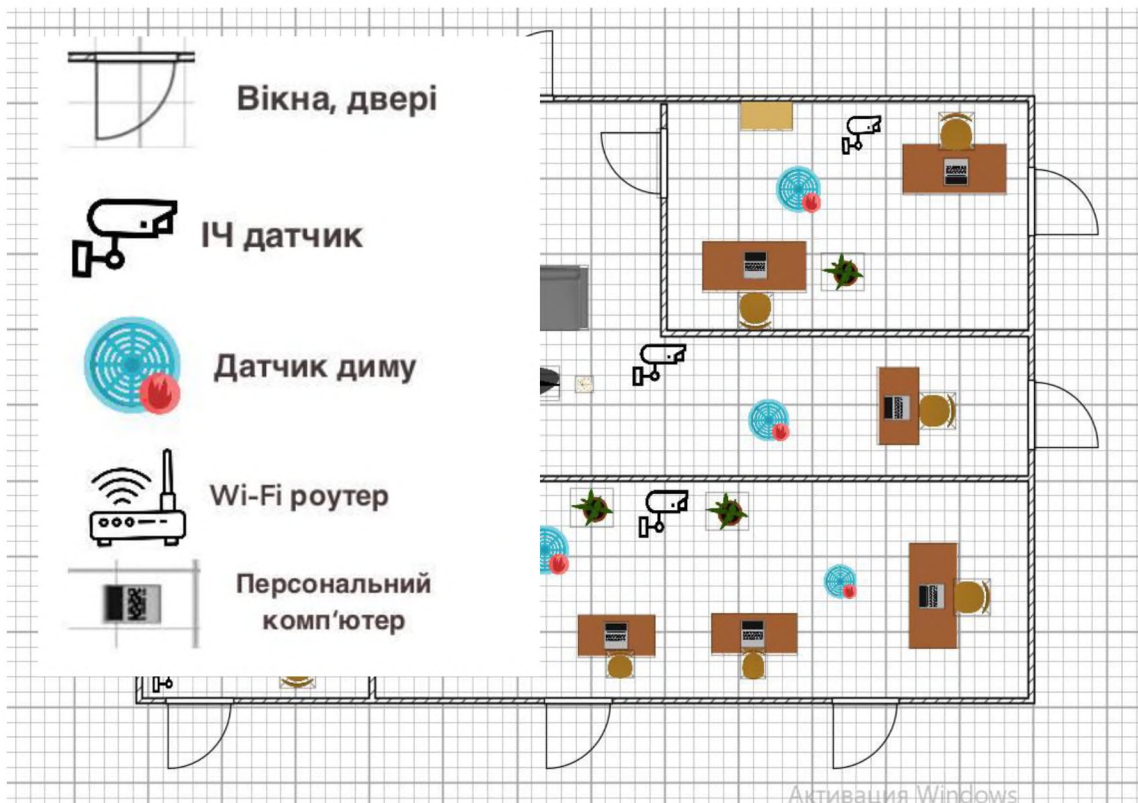 Вікна, двері
ІЧ датчик
Датчик диму
Wi-Fi роутер
Персональний
комп‘ютер
Активация Windows